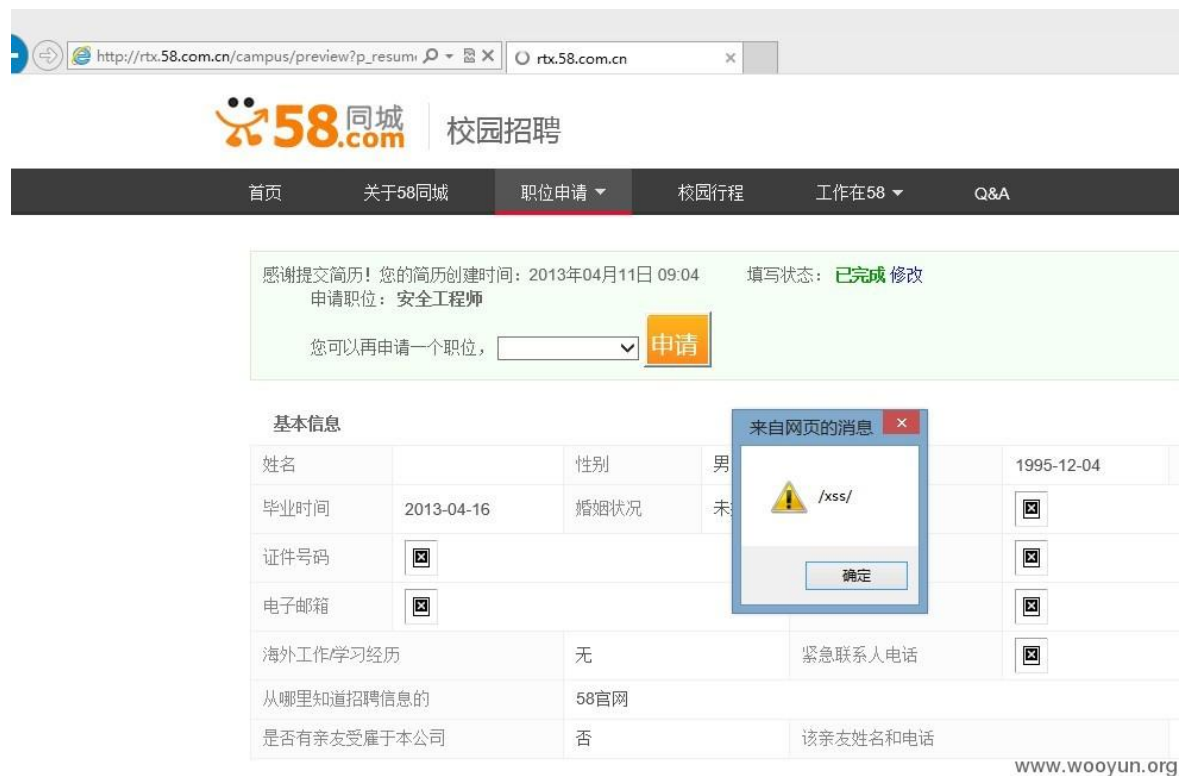 http://rtx.58.com.cn/campus/preview?p_resum
rtx.58.com.cn
58同城.com 校园招聘
首页 关于58同城 职位申请 校园行程 工作在58 Q&A
感谢提交简历！您的简历创建时间：2013年04月11日 09:04 填写状态：已完成 修改
申请职位：安全工程师
您可以再申请一个职位， 申请
基本信息
来自网页的消息
姓名 性别 男 1995-12-04
/xss/
毕业时间 2013-04-16 婚姻状况
证件号码
确定
电子邮箱
海外工作/学习经历 无 紧急联系人电话
从哪里知道招聘信息的 58官网
是否有亲友受雇于本公司 否 该亲友姓名和电话
www.wooyun.org